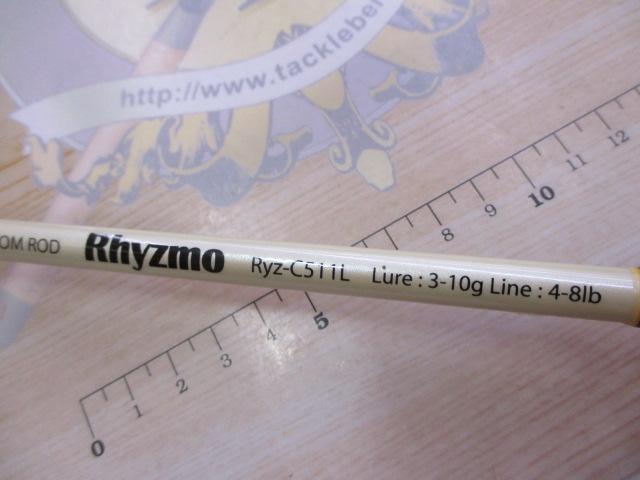 http://www.tacklebe
OM ROD Rhyzmo Ryz-C511L Lure : 3-10g Line : 4-8lb
0 1 2 3 4 5 8 9 10 11 12